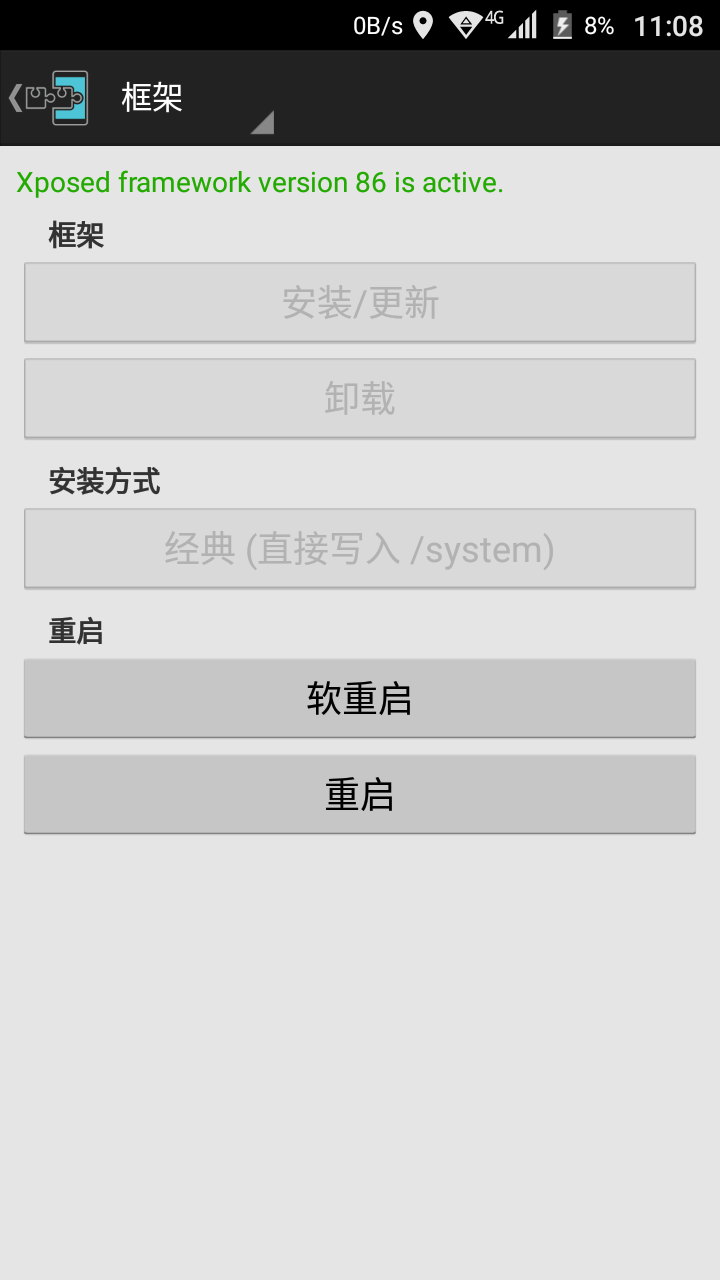 0B/s 4G 8% 11:08
框架
Xposed framework version 86 is active.
框架
安装/更新
卸载
安装方式
经典 (直接写入 /system)
重启
软重启
重启